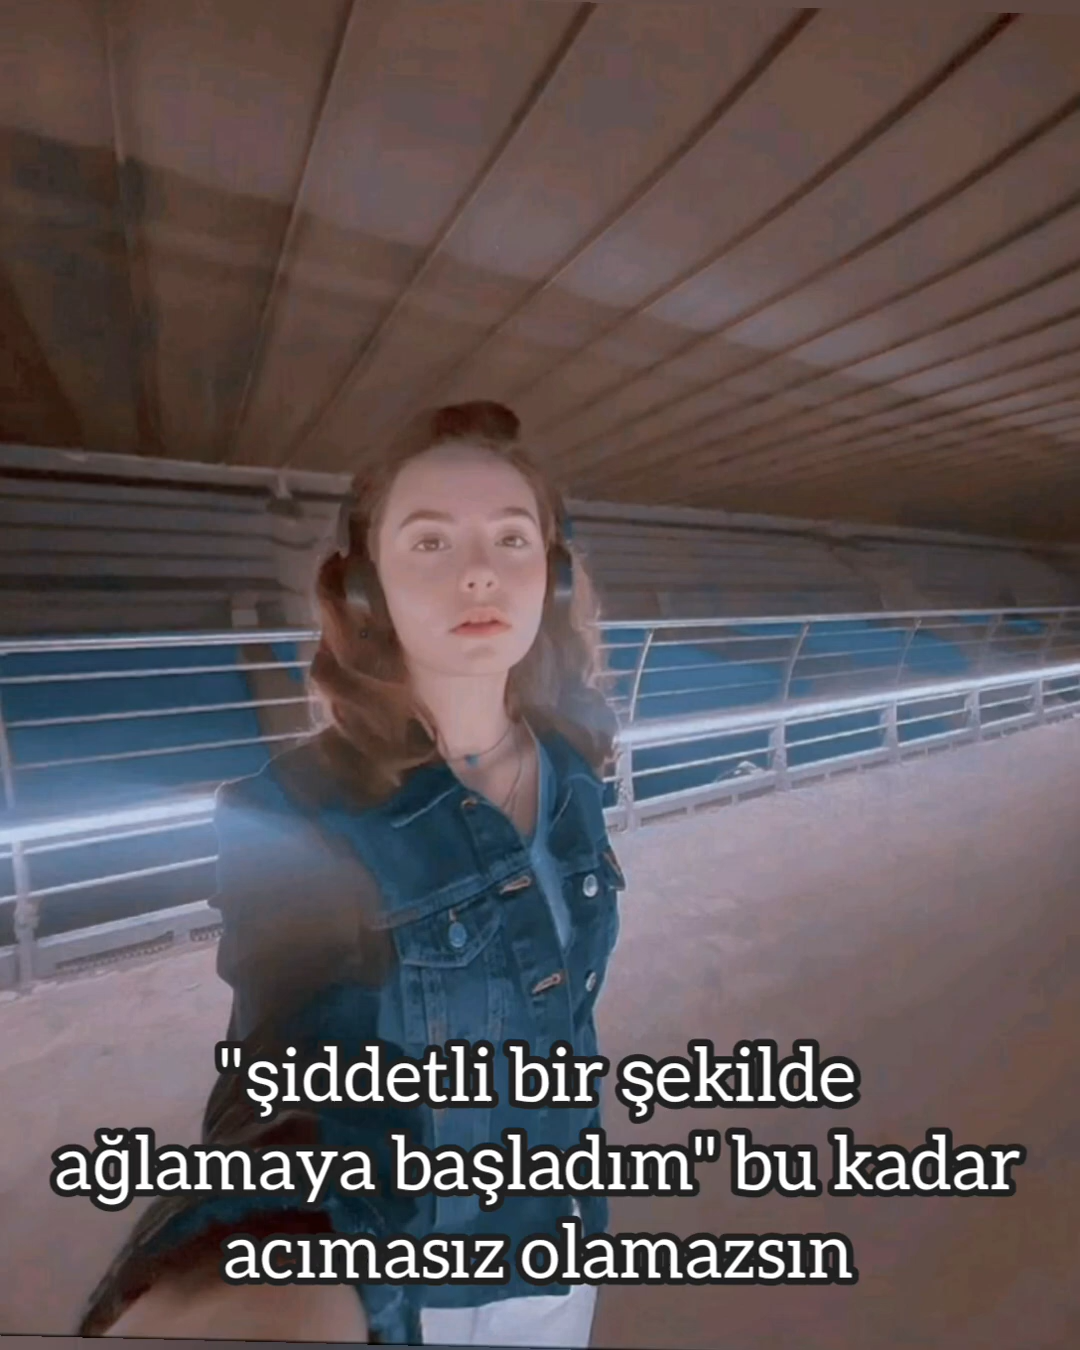 "şiddetli bir şekilde
ağlamaya başladım" bu kadar
acımasız olamazsın